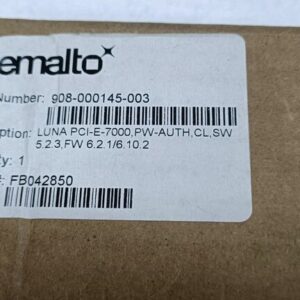 emalto
Number: 908-000145-003
ption: LUNA PCI-E-7000,PW-AUTH,CL,SW
5.2.3,FW 6.2.1/6.10.2
ty: 1
#: FB042850